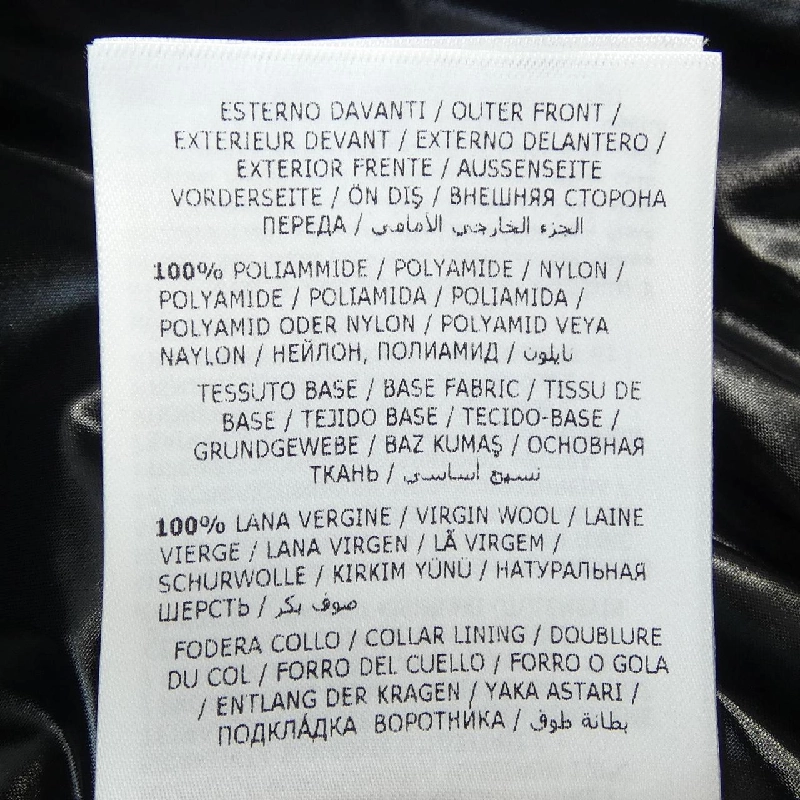 ESTERNO DAVANTI / OUTER FRONT /
EXTERIEUR DEVANT / EXTERNO DELANTERO /
EXTERIOR FRENTE / AUSSENSEITE
VORDERSEITE / ÖN DIŞ / ВНЕШНЯЯ СТОРОНА
ПЕРЕДА / الجزء الخارجي الأمامي
100% POLIAMMIDE / POLYAMIDE / NYLON /
POLYAMIDE / POLIAMIDA / POLIAMIDA /
POLYAMID ODER NYLON / POLYAMID VEYA
NAYLON / НЕЙЛОН, ПОЛИАМИД / نايلون
TESSUTO BASE / BASE FABRIC / TISSU DE
BASE / TEJIDO BASE / TECIDO-BASE /
GRUNDGEWEBE / BAZ KUMAŞ / ОСНОВНАЯ
ТКАНЬ / نسيج أساسي
100% LANA VERGINE / VIRGIN WOOL / LAINE
VIERGE / LANA VIRGEN / LÃ VIRGEM /
SCHURWOLLE / KIRKIM YÜNÜ / НАТУРАЛЬНАЯ
ШЕРСТЬ / صوف بكر
FODERA COLLO / COLLAR LINING / DOUBLURE
DU COL / FORRO DEL CUELLO / FORRO O GOLA
/ ENTLANG DER KRAGEN / YAKA ASTARI /
ПОДКЛÁДКА ВОРОТНИКА / بطانة طوف